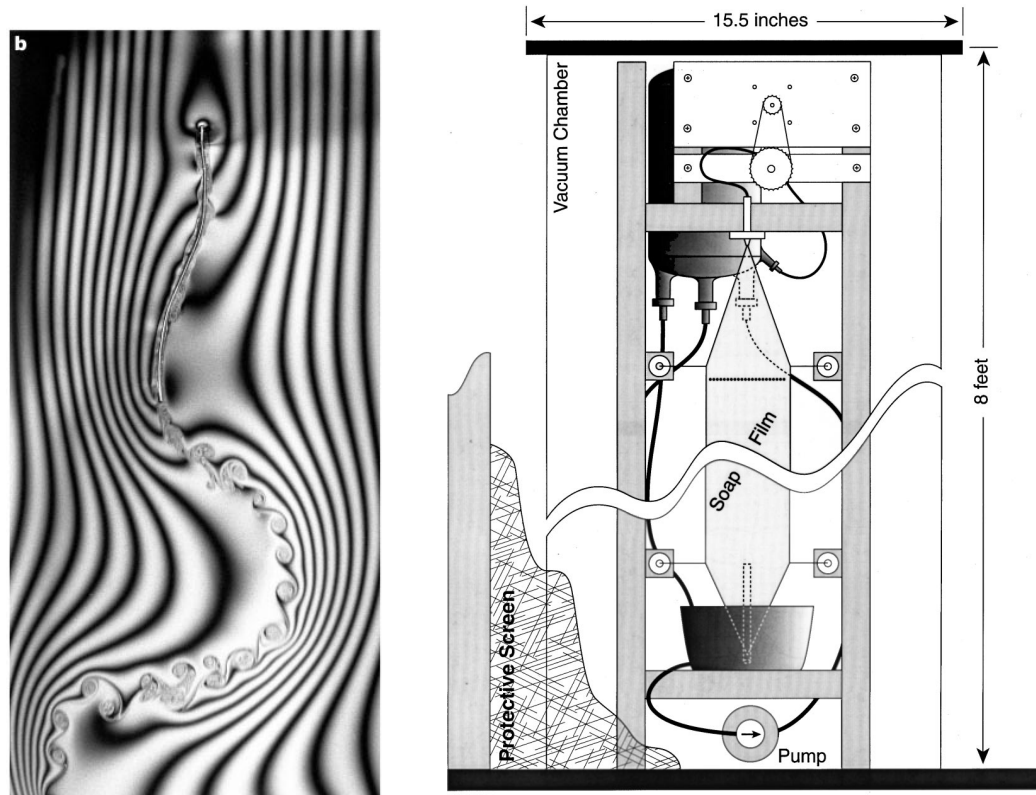 b
15.5 inches
Vacuum Chamber
8 feet
Soap Film
Protective Screen
Pump